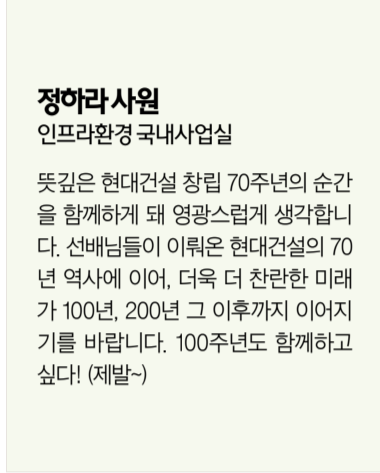 정하라 사원
인프라환경 국내사업실
뜻깊은 현대건설 창립 70주년의 순간
을 함께하게 돼 영광스럽게 생각합니
다. 선배님들이 이뤄온 현대건설의 70
년 역사에 이어, 더욱 더 찬란한 미래
가 100년, 200년 그 이후까지 이어지
기를 바랍니다. 100주년도 함께하고
싶다! (제발~)